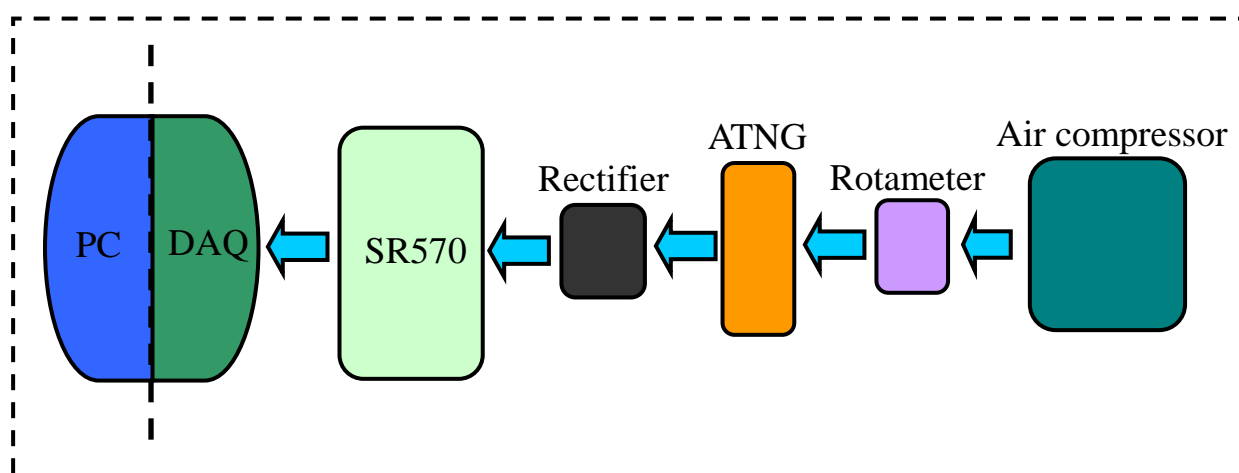 PC
DAQ
SR570
Rectifier
ATNG
Rotameter
Air compressor